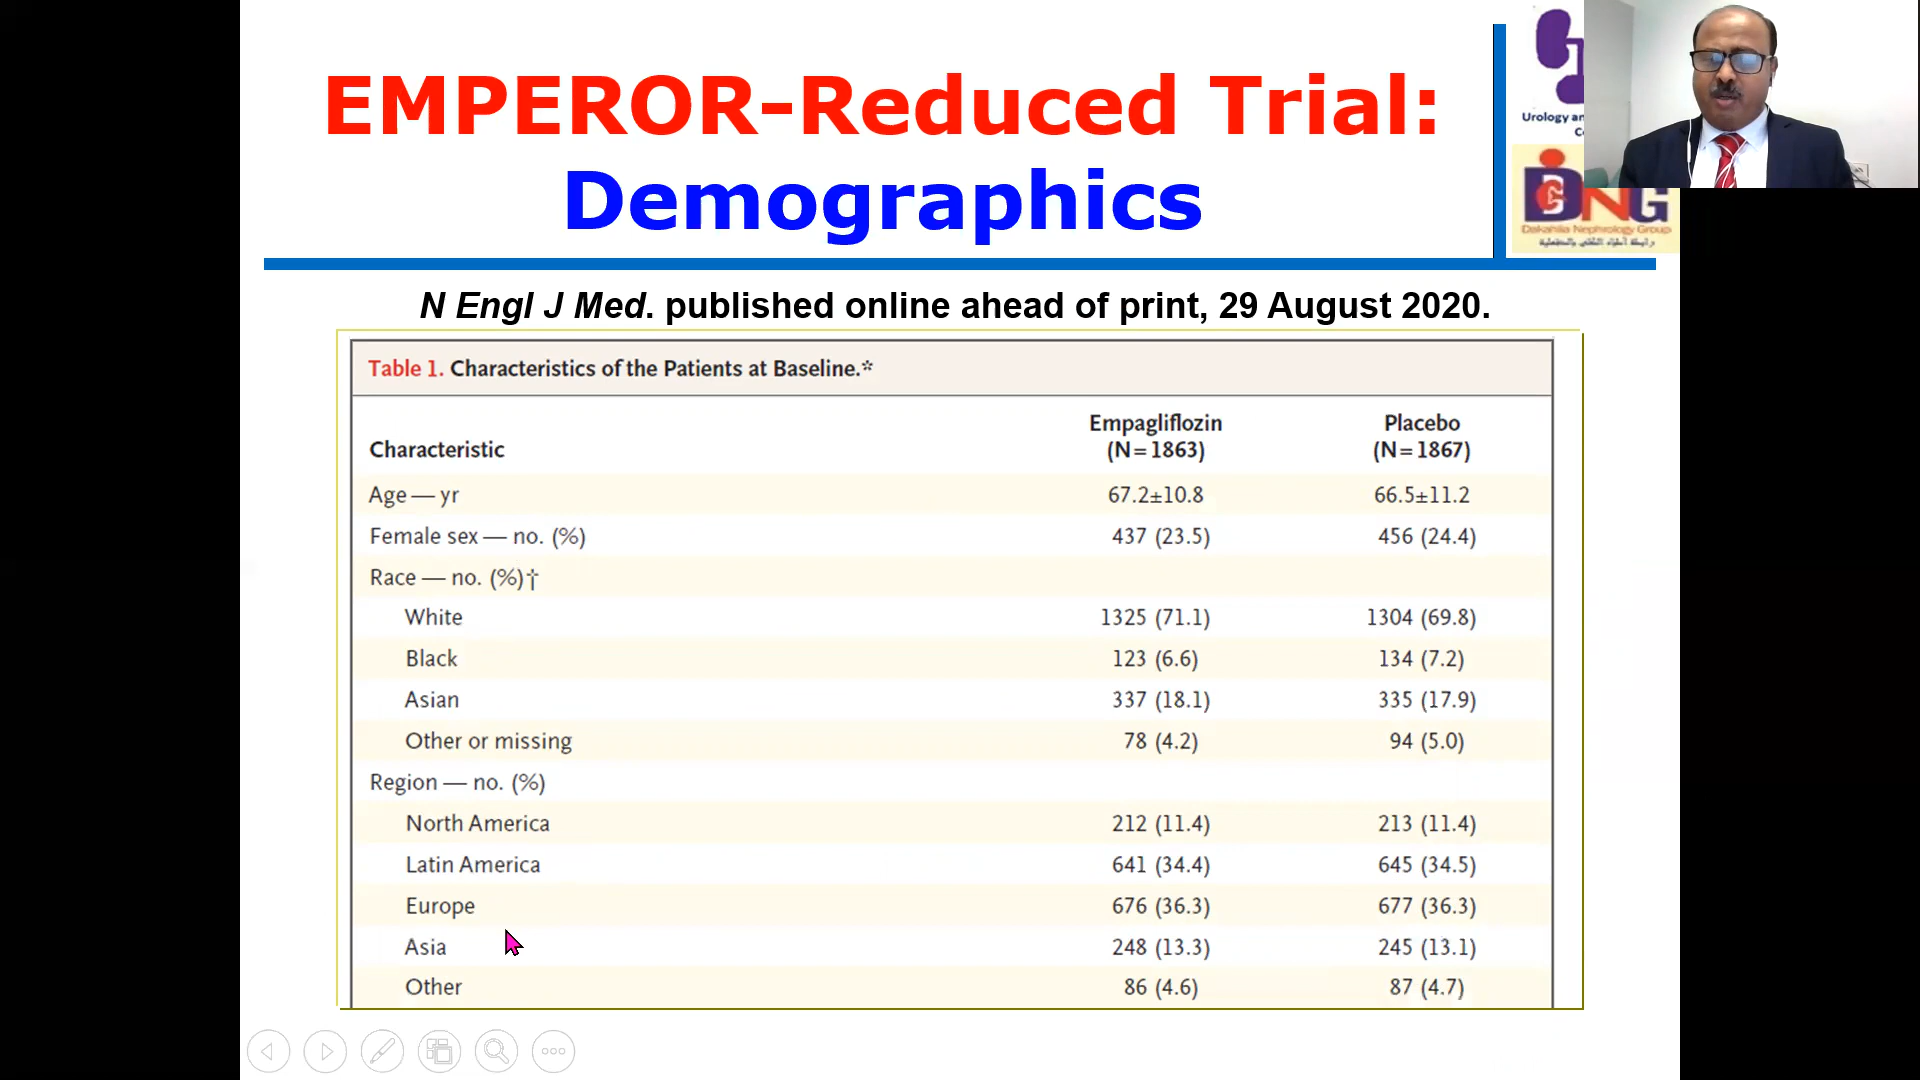 EMPEROR-Reduced Trial:
Demographics
Urology an
DNG
Dakahlia Nephrology Group
N Engl J Med. published online ahead of print, 29 August 2020.
Table 1. Characteristics of the Patients at Baseline.*
Characteristic Empagliflozin (N=1863) Placebo (N=1867)
Age — yr 67.2±10.8 66.5±11.2
Female sex — no. (%) 437 (23.5) 456 (24.4)
Race — no. (%)†
White 1325 (71.1) 1304 (69.8)
Black 123 (6.6) 134 (7.2)
Asian 337 (18.1) 335 (17.9)
Other or missing 78 (4.2) 94 (5.0)
Region — no. (%)
North America 212 (11.4) 213 (11.4)
Latin America 641 (34.4) 645 (34.5)
Europe 676 (36.3) 677 (36.3)
Asia 248 (13.3) 245 (13.1)
Other 86 (4.6) 87 (4.7)